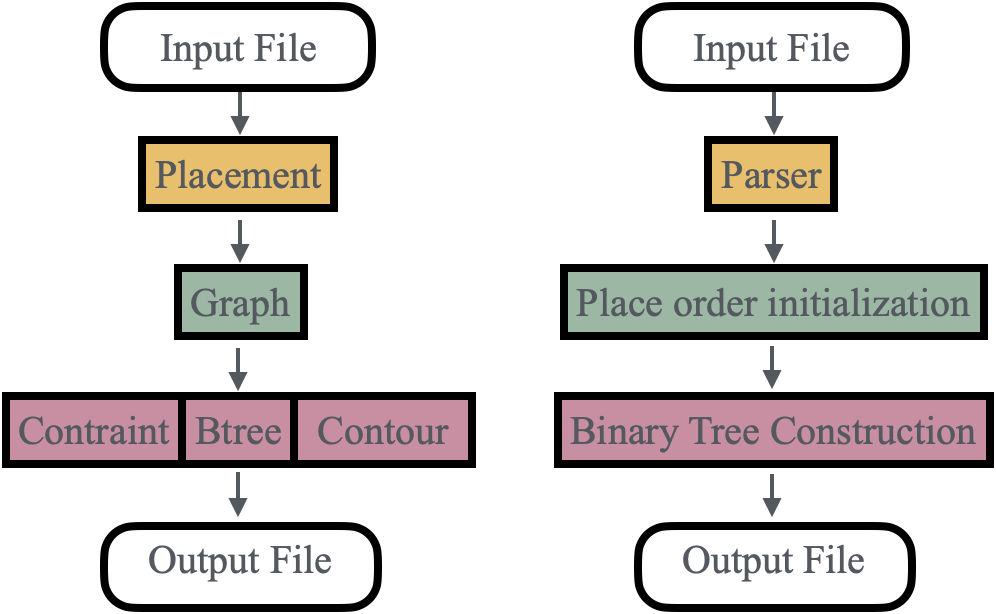 Input File
Placement
Graph
Contraint Btree Contour
Output File
Input File
Parser
Place order initialization
Binary Tree Construction
Output File